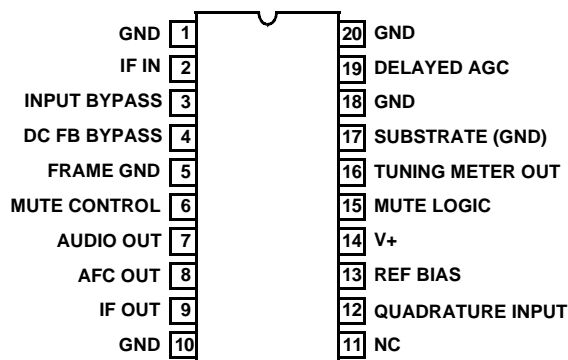 GND 1 20 GND
IF IN 2 19 DELAYED AGC
INPUT BYPASS 3 18 GND
DC FB BYPASS 4 17 SUBSTRATE (GND)
FRAME GND 5 16 TUNING METER OUT
MUTE CONTROL 6 15 MUTE LOGIC
AUDIO OUT 7 14 V+
AFC OUT 8 13 REF BIAS
IF OUT 9 12 QUADRATURE INPUT
GND 10 11 NC